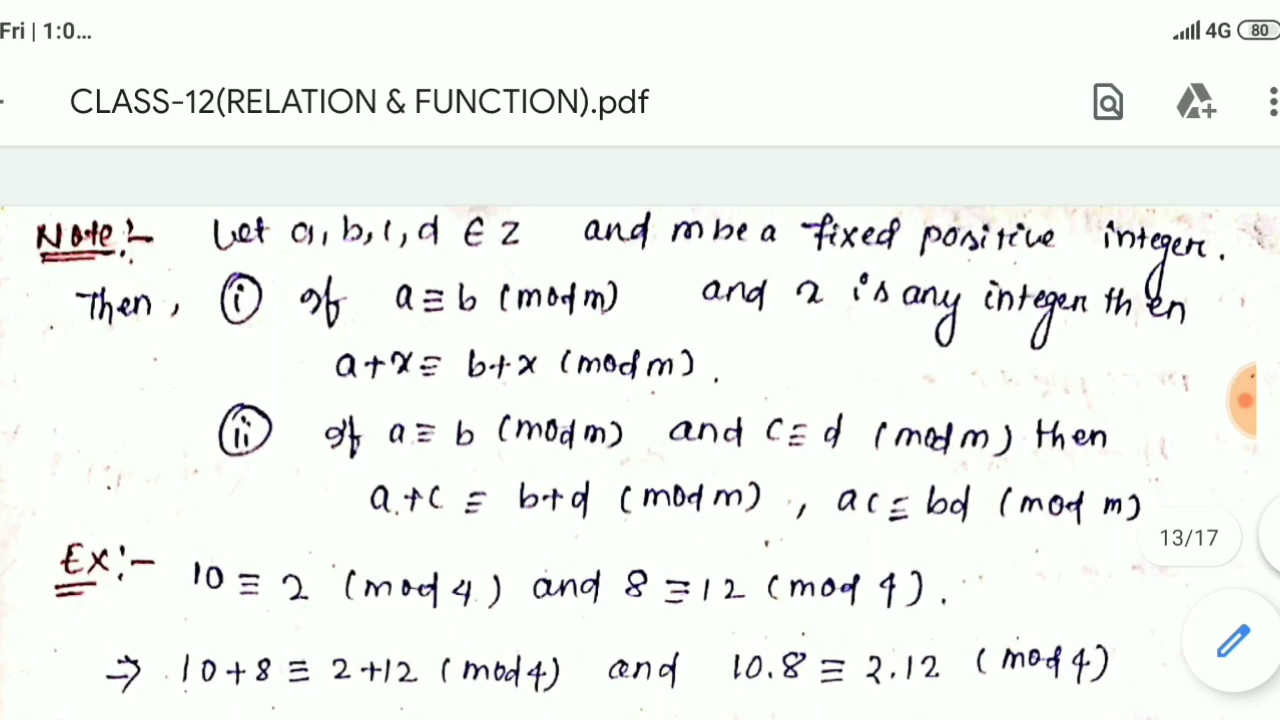 Fri | 1:0...
4G 80
CLASS-12(RELATION & FUNCTION).pdf
Note:- Let a, b, c, d ∈ Z and m be a fixed positive integer.
Then, (i) If a ≡ b (mod m) and x is any integer then
a+x ≡ b+x (mod m).
(ii) If a ≡ b (mod m) and c ≡ d (mod m) then
a+c ≡ b+d (mod m), ac ≡ bd (mod m)
13/17
Ex:- 10 ≡ 2 (mod 4) and 8 ≡ 12 (mod 4).
⇒ 10+8 ≡ 2+12 (mod 4) and 10.8 ≡ 2.12 (mod 4)